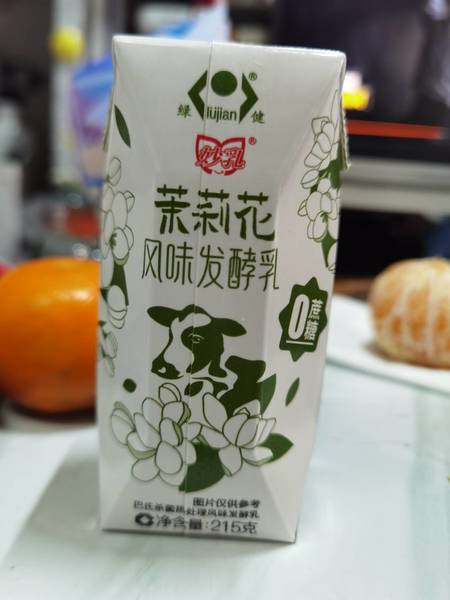 ®
绿 liujian 健
妙乳®
茉莉花
风味发酵乳
0蔗糖
图片仅供参考
巴氏杀菌热处理风味发酵乳
净含量:215克